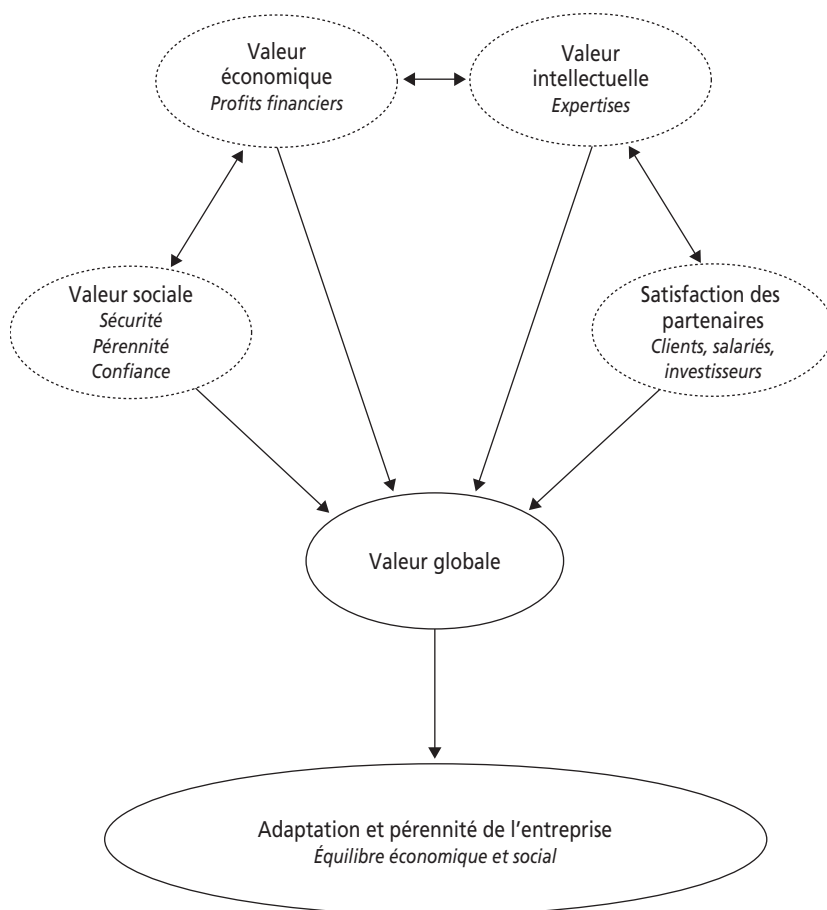 Valeur
économique
Profits financiers
Valeur
intellectuelle
Expertises
Valeur sociale
Sécurité
Pérennité
Confiance
Satisfaction des
partenaires
Clients, salariés,
investisseurs
Valeur globale
Adaptation et pérennité de l’entreprise
Équilibre économique et social